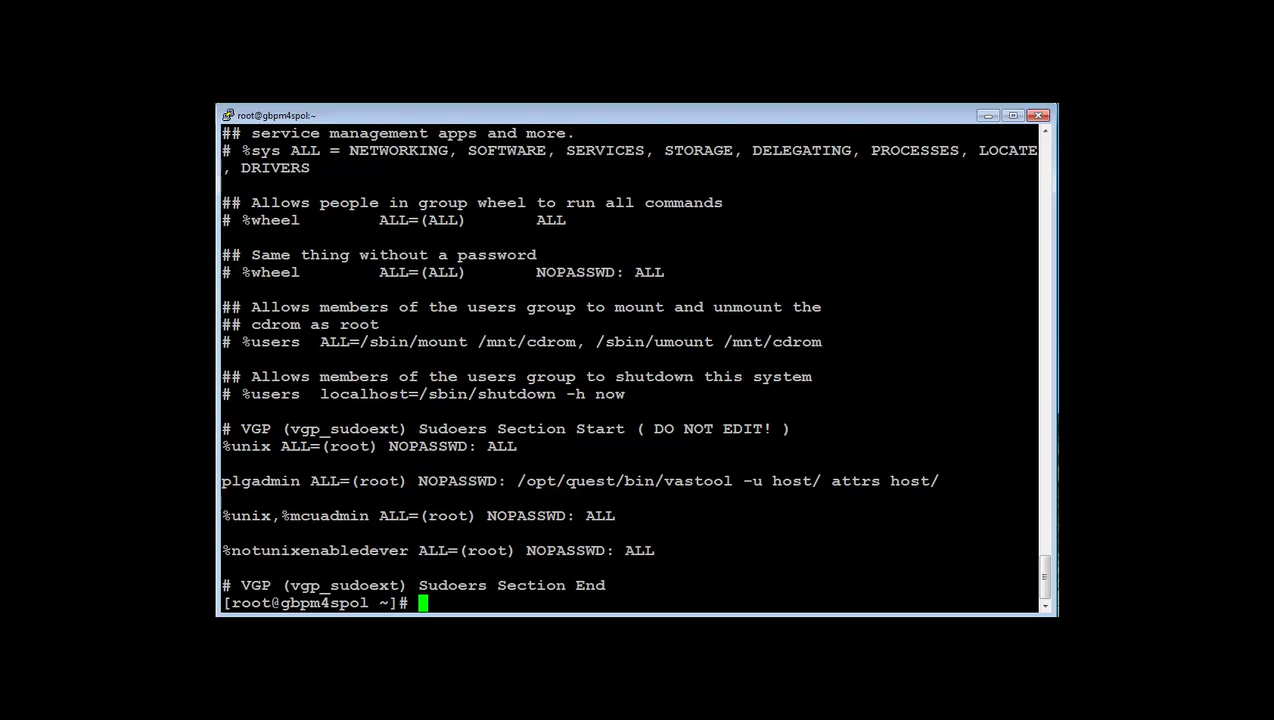 root@gbpm4spol:~
## service management apps and more.
# %sys ALL = NETWORKING, SOFTWARE, SERVICES, STORAGE, DELEGATING, PROCESSES, LOCATE
, DRIVERS
## Allows people in group wheel to run all commands
# %wheel        ALL=(ALL)       ALL
## Same thing without a password
# %wheel        ALL=(ALL)       NOPASSWD: ALL
## Allows members of the users group to mount and unmount the
## cdrom as root
# %users  ALL=/sbin/mount /mnt/cdrom, /sbin/umount /mnt/cdrom
## Allows members of the users group to shutdown this system
# %users  localhost=/sbin/shutdown -h now
# VGP (vgp_sudoext) Sudoers Section Start ( DO NOT EDIT! )
%unix ALL=(root) NOPASSWD: ALL
plgadmin ALL=(root) NOPASSWD: /opt/quest/bin/vastool -u host/ attrs host/
%unix,%mcuadmin ALL=(root) NOPASSWD: ALL
%notunixenabledever ALL=(root) NOPASSWD: ALL
# VGP (vgp_sudoext) Sudoers Section End
[root@gbpm4spol ~]#